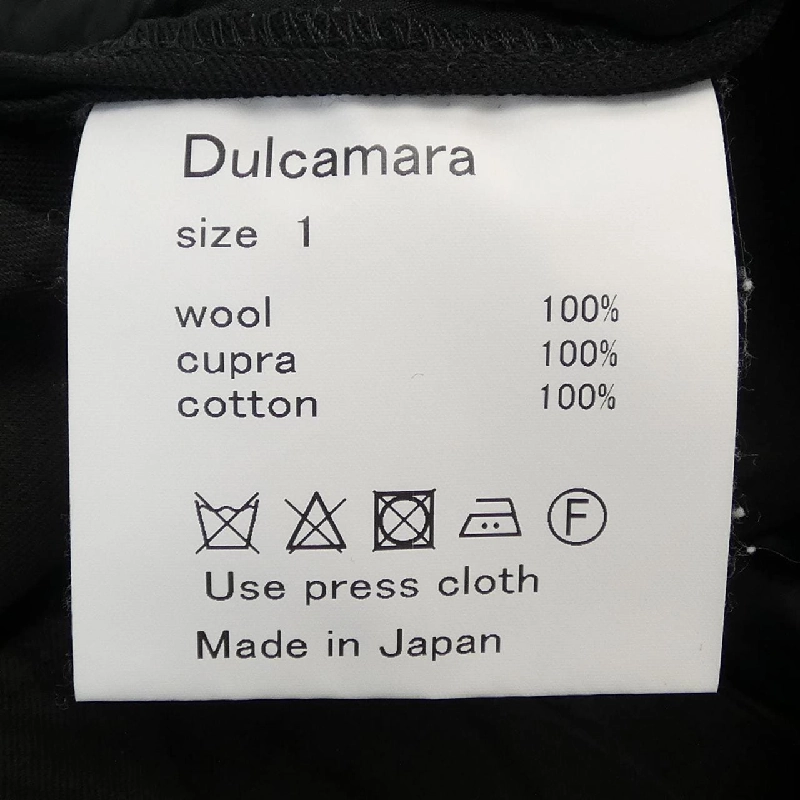 Dulcamara
size 1
wool 100%
cupra 100%
cotton 100%
F
Use press cloth
Made in Japan